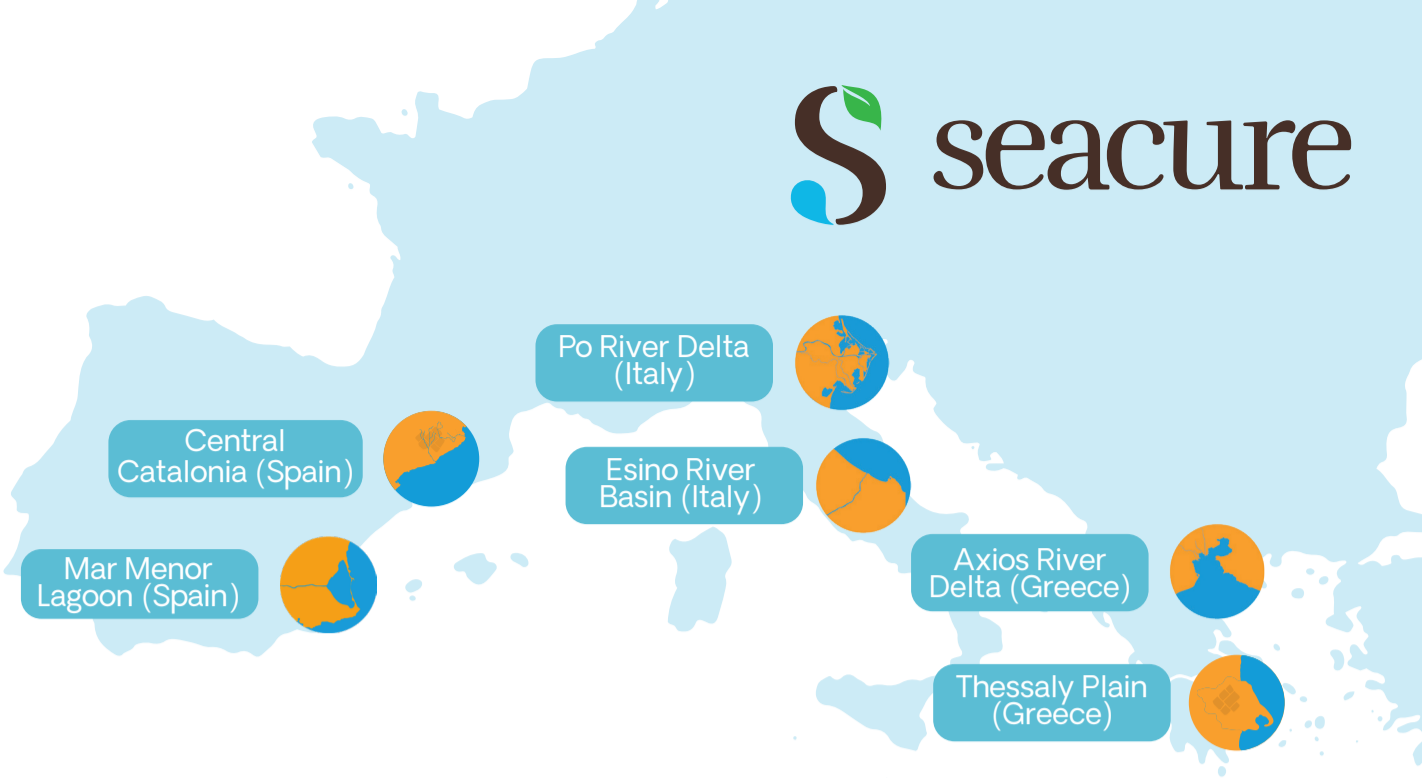 seacure
Po River Delta
(Italy)
Central
Catalonia (Spain)
Esino River
Basin (Italy)
Mar Menor
Lagoon (Spain)
Axios River
Delta (Greece)
Thessaly Plain
(Greece)